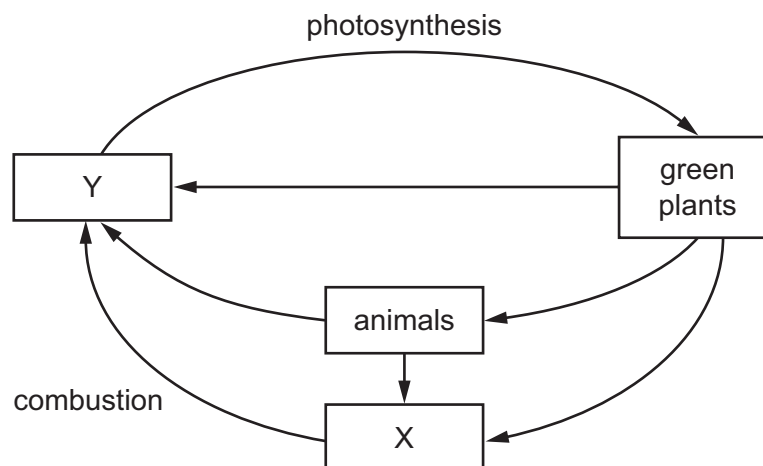 photosynthesis
Y
green
plants
animals
combustion
X